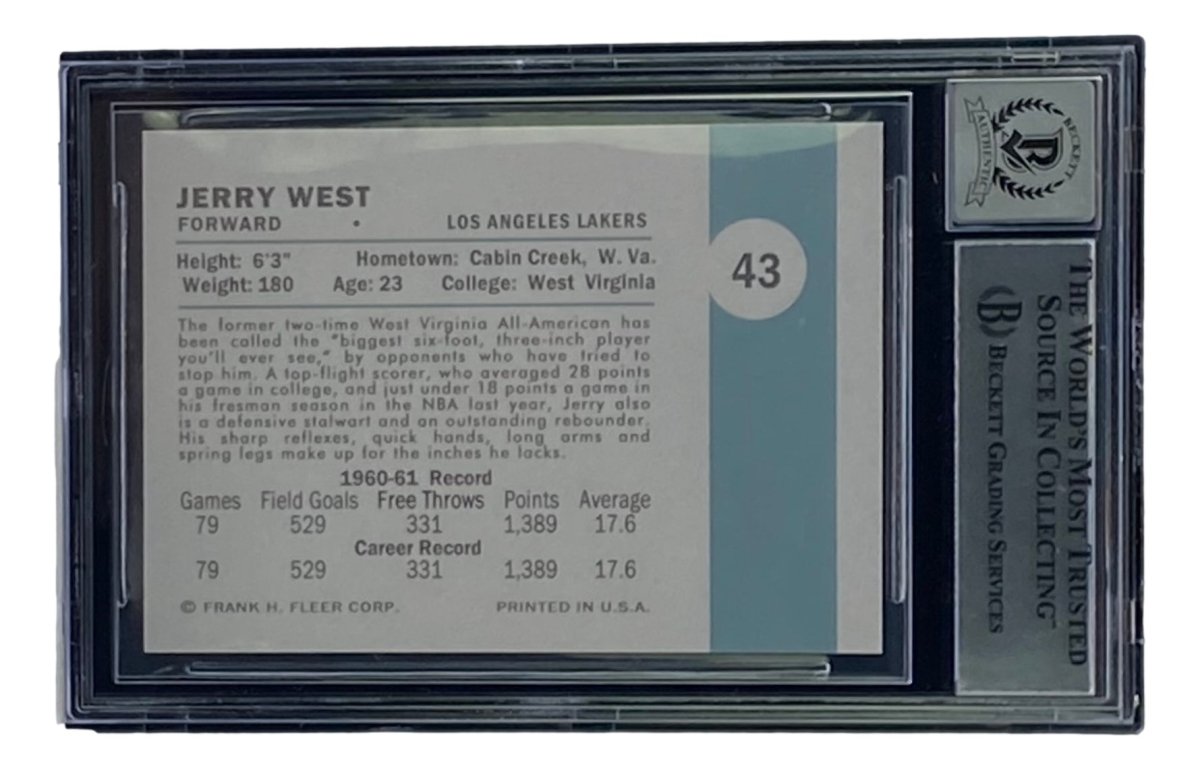 JERRY WEST
FORWARD • LOS ANGELES LAKERS
Height: 6'3" Hometown: Cabin Creek, W. Va.
Weight: 180 Age: 23 College: West Virginia
The former two-time West Virginia All-American has
been called the "biggest six-foot, three-inch player
you'll ever see," by opponents who have tried to
stop him. A top-flight scorer, who averaged 28 points
a game in college, and just under 18 points a game in
his fresman season in the NBA last year, Jerry also
is a defensive stalwart and an outstanding rebounder.
His sharp reflexes, quick hands, long arms and
spring legs make up for the inches he lacks.
1960-61 Record
Games Field Goals Free Throws Points Average
79 529 331 1,389 17.6
Career Record
79 529 331 1,389 17.6
© FRANK H. FLEER CORP. PRINTED IN U.S.A.
43
BECKETT
AUTHENTIC
THE WORLD'S MOST TRUSTED
SOURCE IN COLLECTING™
B BECKETT GRADING SERVICES